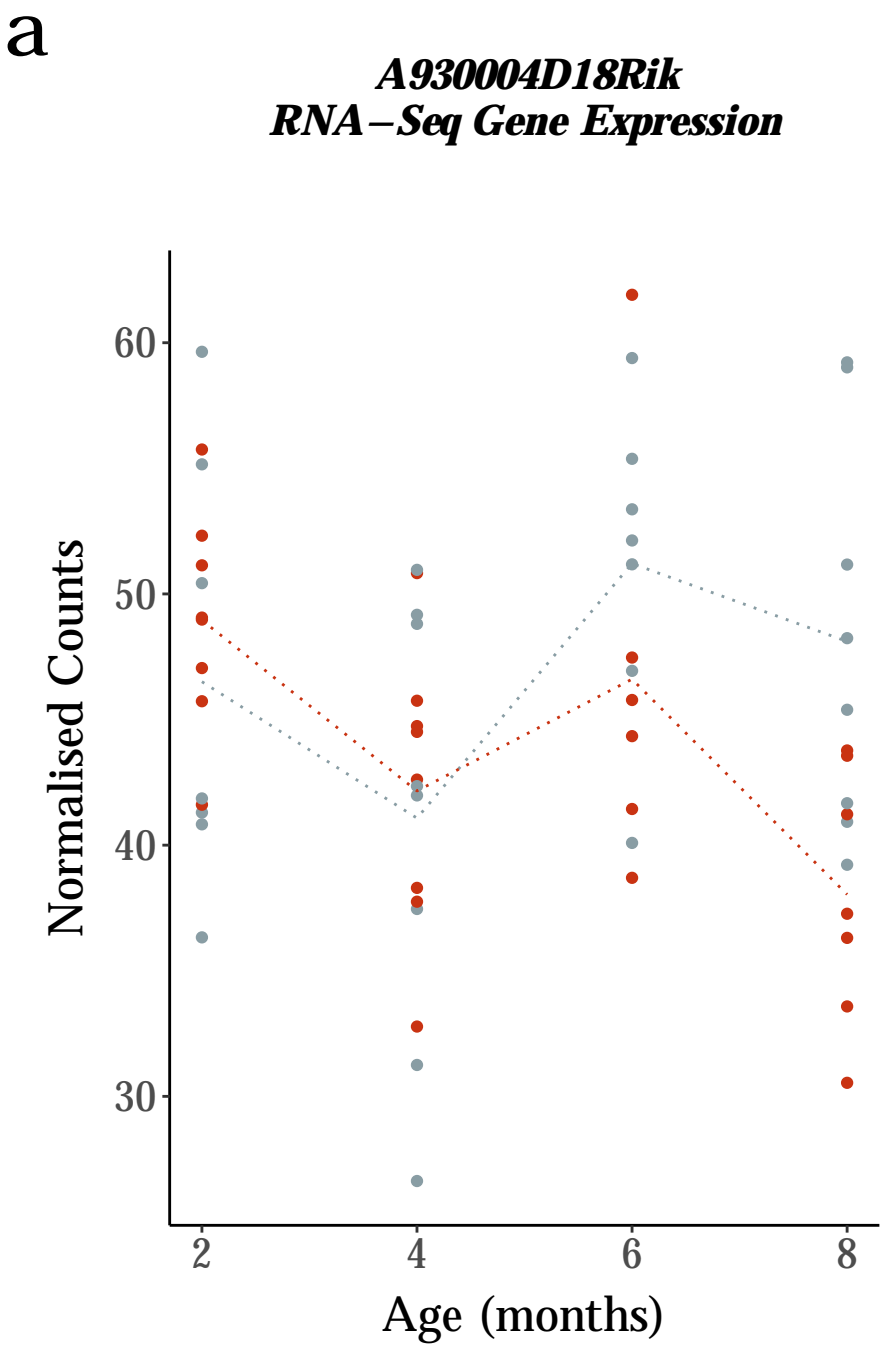 a
A930004D18Rik
RNA−Seq Gene Expression
60
50
40
30
Normalised Counts
2 4 6 8
Age (months)